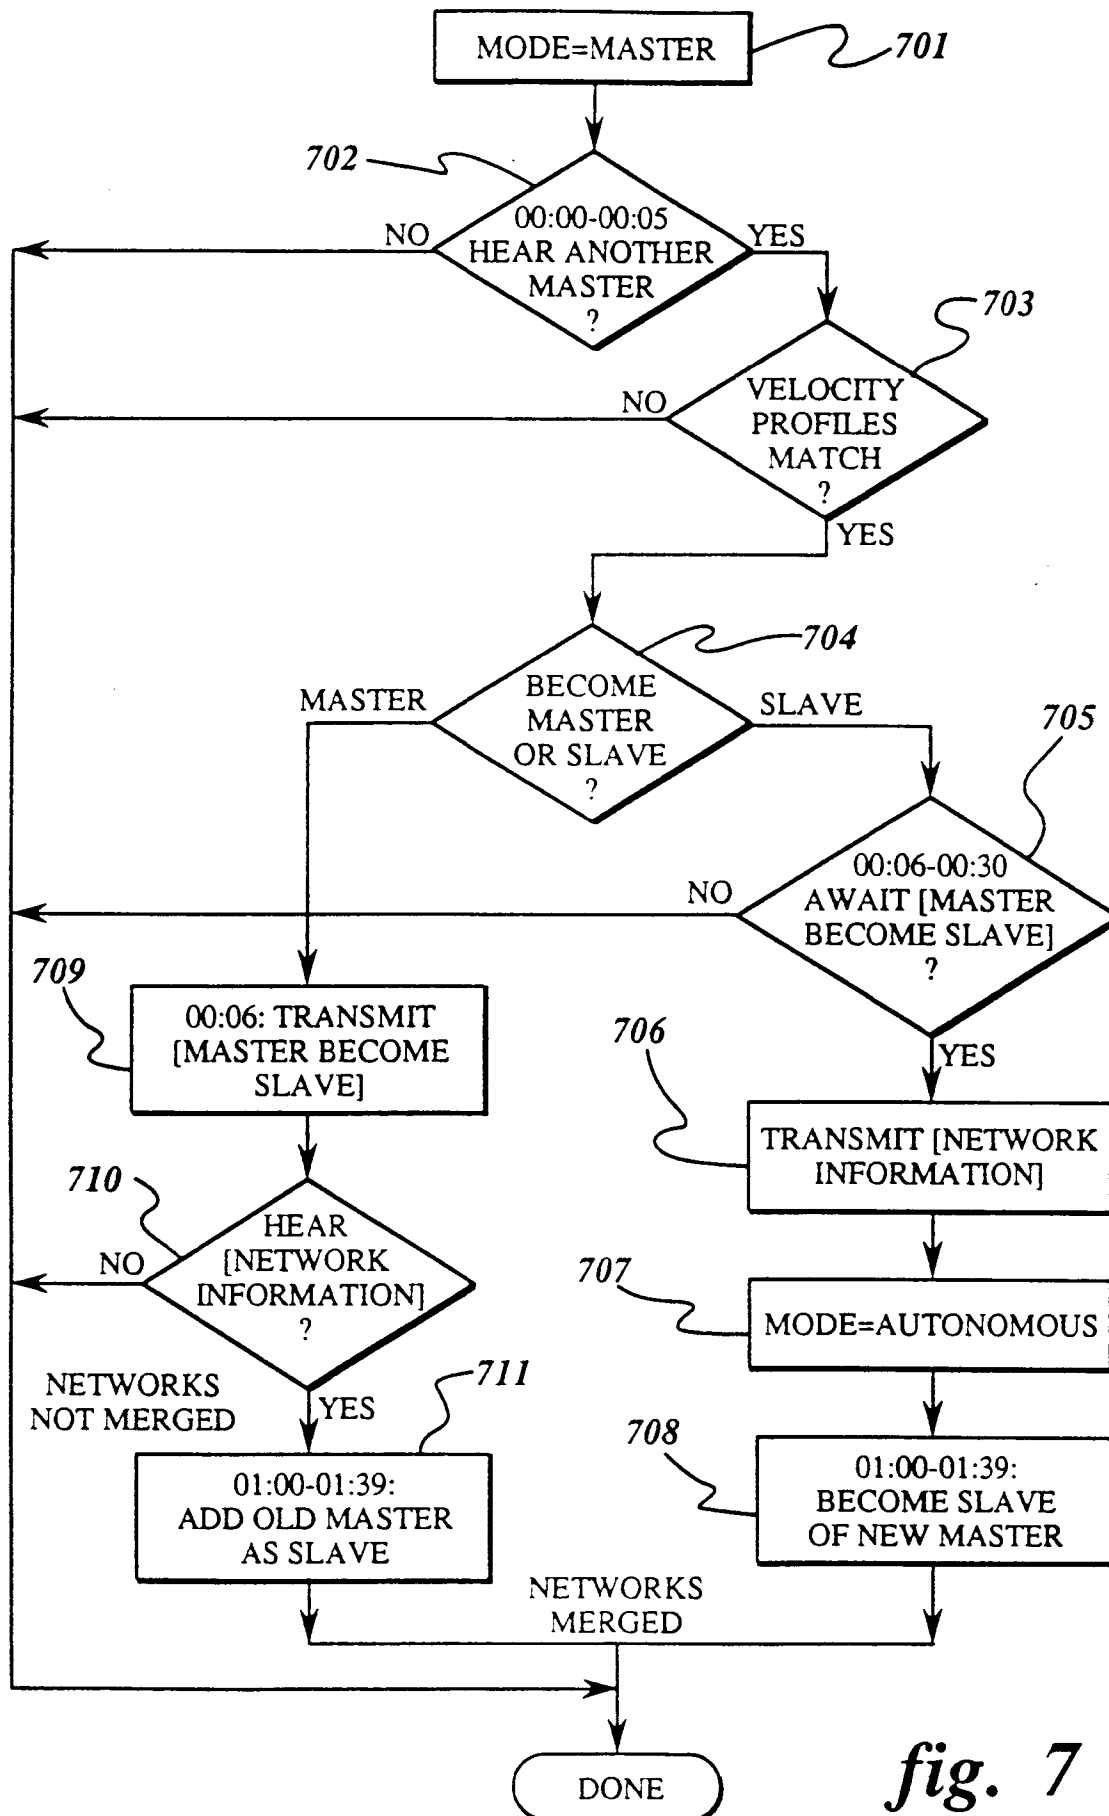 MODE=MASTER
701
702
00:00-00:05
HEAR ANOTHER
MASTER
?
NO
YES
703
VELOCITY
PROFILES
MATCH
?
NO
YES
704
BECOME
MASTER
OR SLAVE
?
MASTER
SLAVE
705
00:06-00:30
AWAIT [MASTER
BECOME SLAVE]
?
NO
YES
709
00:06: TRANSMIT
[MASTER BECOME
SLAVE]
706
TRANSMIT [NETWORK
INFORMATION]
710
HEAR
[NETWORK
INFORMATION]
?
NO
YES
707
MODE=AUTONOMOUS
NETWORKS
NOT MERGED
711
01:00-01:39:
ADD OLD MASTER
AS SLAVE
708
01:00-01:39:
BECOME SLAVE
OF NEW MASTER
NETWORKS
MERGED
DONE
fig. 7